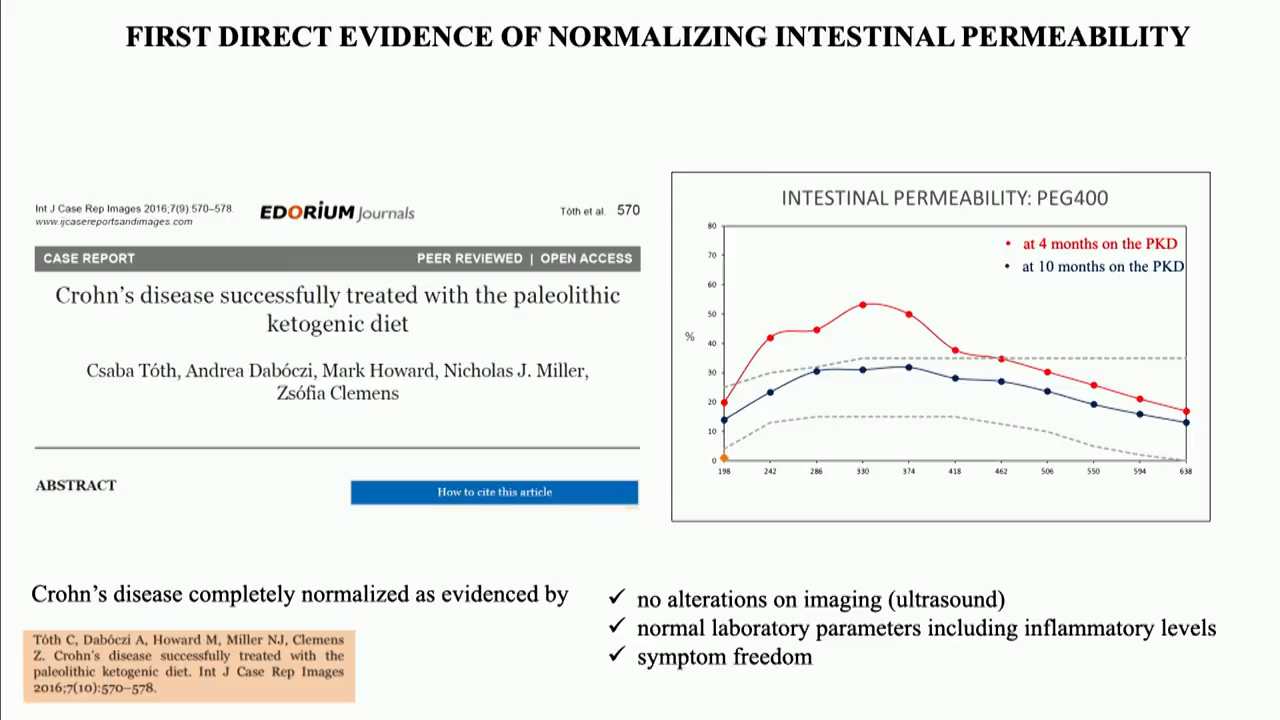 FIRST DIRECT EVIDENCE OF NORMALIZING INTESTINAL PERMEABILITY
Int J Case Rep Images 2016;7(9):570–578.
www.ijcasereportsandimages.com
EDORIUM Journals
Tóth et al. 570
CASE REPORT
PEER REVIEWED | OPEN ACCESS
Crohn's disease successfully treated with the paleolithic
ketogenic diet
Csaba Tóth, Andrea Dabóczi, Mark Howard, Nicholas J. Miller,
Zsófia Clemens
ABSTRACT
How to cite this article
INTESTINAL PERMEABILITY: PEG400
at 4 months on the PKD
at 10 months on the PKD
%
80
70
60
50
40
30
20
10
0
198 242 286 330 374 418 462 506 550 594 638
Crohn's disease completely normalized as evidenced by
✓ no alterations on imaging (ultrasound)
✓ normal laboratory parameters including inflammatory levels
✓ symptom freedom
Tóth C, Dabóczi A, Howard M, Miller NJ, Clemens
Z. Crohn's disease successfully treated with the
paleolithic ketogenic diet. Int J Case Rep Images
2016;7(10):570–578.